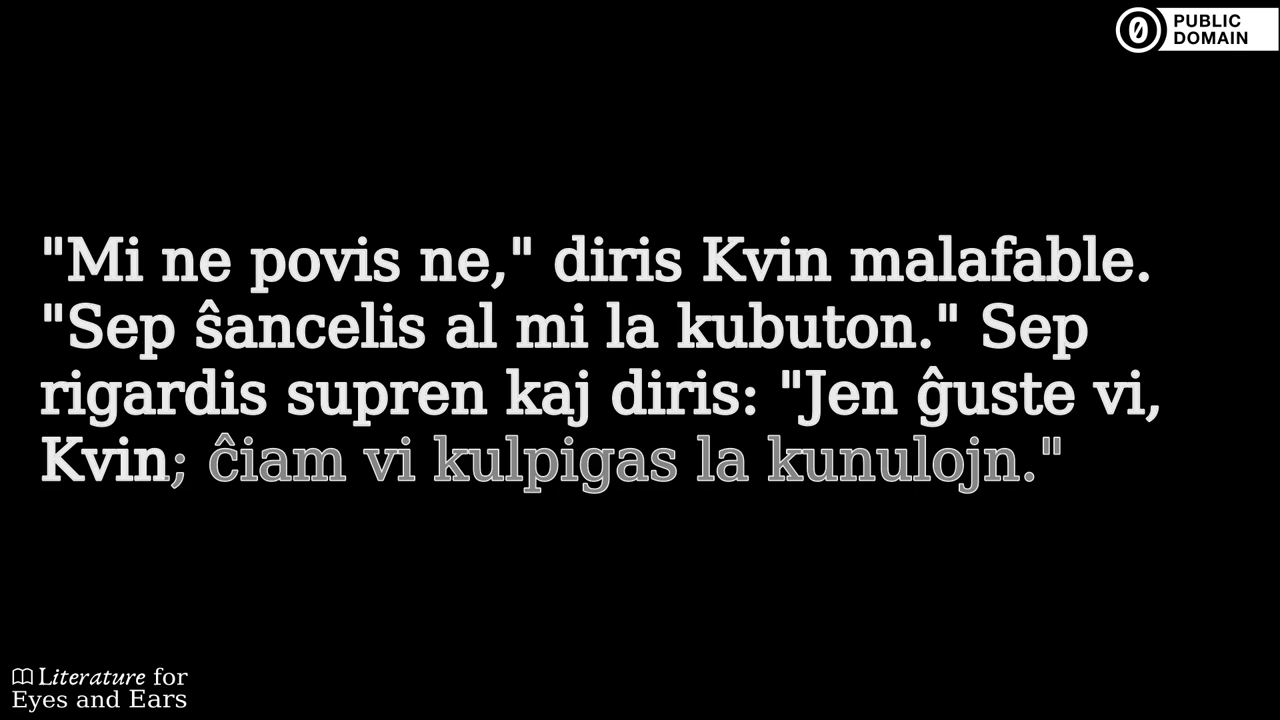 PUBLIC
DOMAIN
"Mi ne povis ne," diris Kvin malafable.
"Sep ŝancelis al mi la kubuton." Sep
rigardis supren kaj diris: "Jen ĝuste vi,
Kvin; ĉiam vi kulpigas la kunulojn."
Literature for
Eyes and Ears